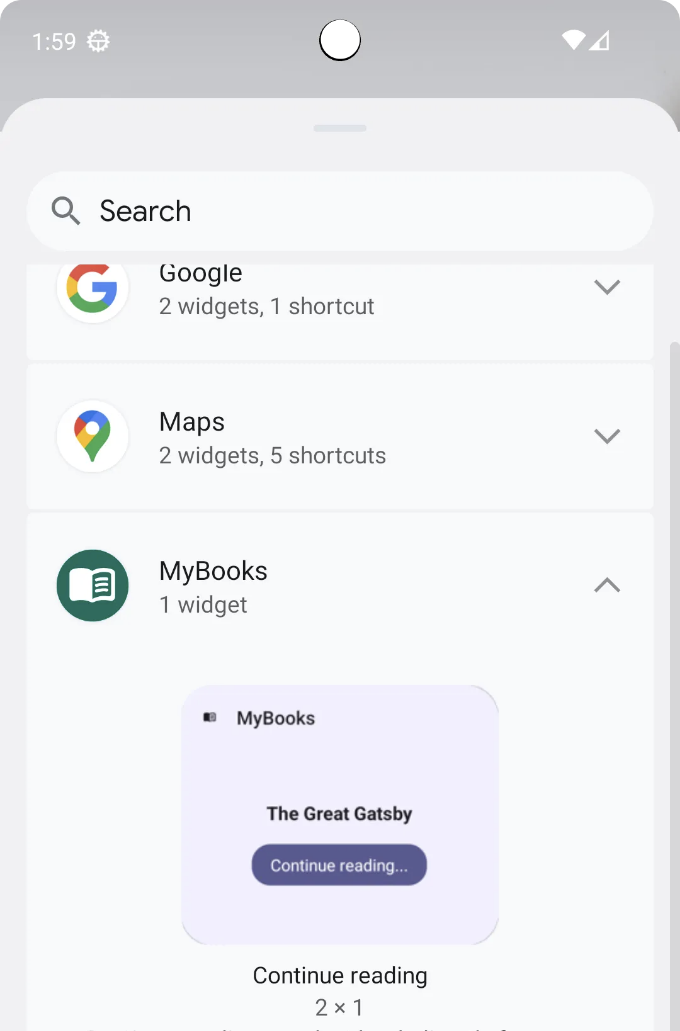 1:59
Search
Google
2 widgets, 1 shortcut
Maps
2 widgets, 5 shortcuts
MyBooks
1 widget
MyBooks
The Great Gatsby
Continue reading...
Continue reading
2 × 1